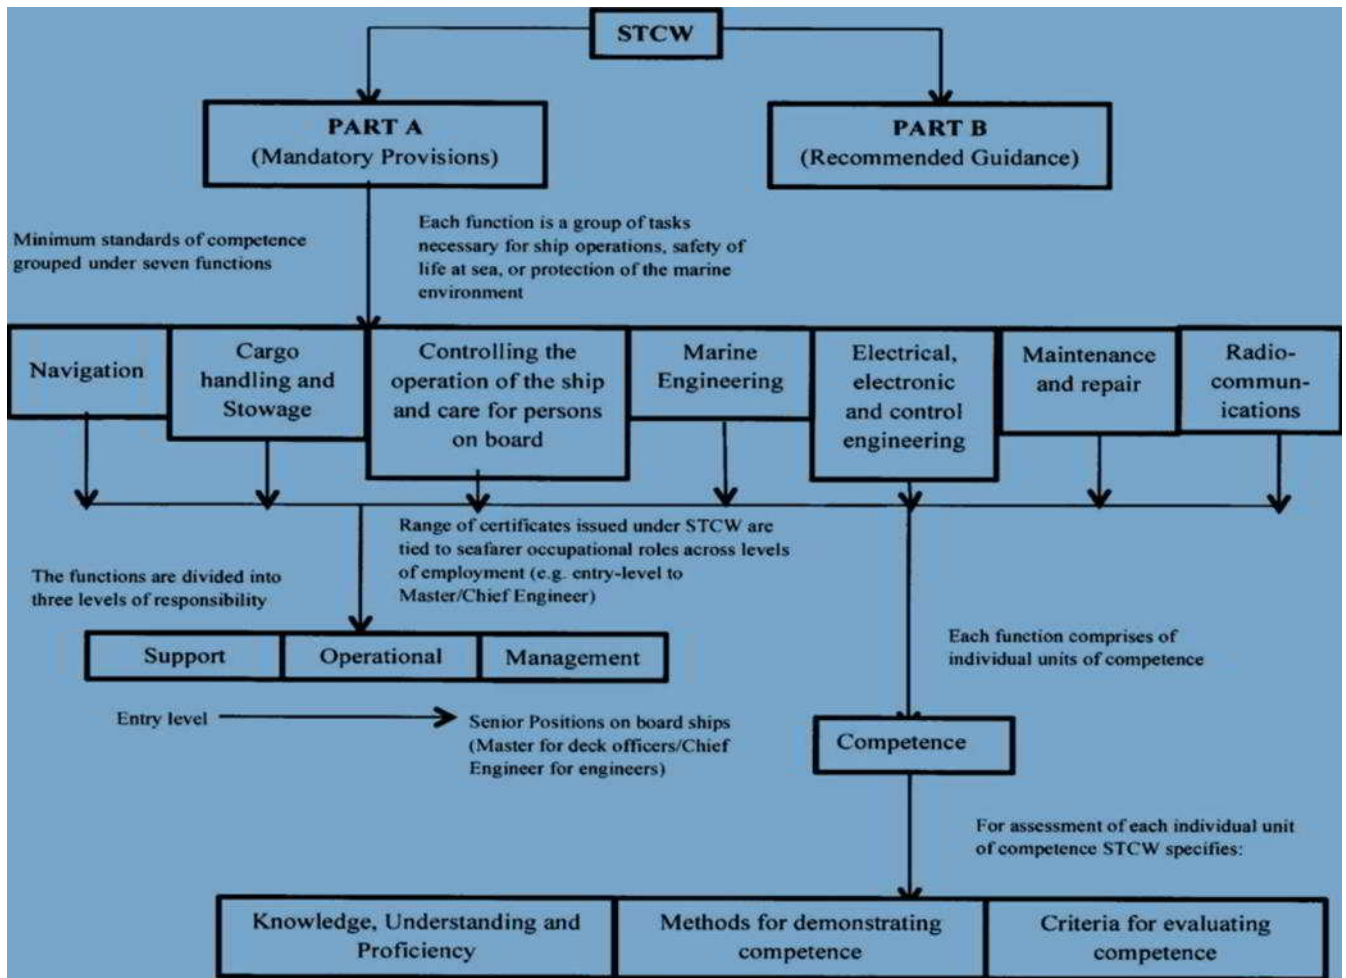 STCW
PART A
(Mandatory Provisions)
PART B
(Recommended Guidance)
Minimum standards of competence
grouped under seven functions
Each function is a group of tasks
necessary for ship operations, safety of
life at sea, or protection of the marine
environment
Navigation
Cargo
handling and
Stowage
Controlling the
operation of the ship
and care for persons
on board
Marine
Engineering
Electrical,
electronic
and control
engineering
Maintenance
and repair
Radio-
commun-
ications
Range of certificates issued under STCW are
tied to seafarer occupational roles across levels
of employment (e.g. entry-level to
Master/Chief Engineer)
The functions are divided into
three levels of responsibility
Support
Operational
Management
Entry level
Senior Positions on board ships
(Master for deck officers/Chief
Engineer for engineers)
Each function comprises of
individual units of competence
Competence
For assessment of each individual unit
of competence STCW specifies:
Knowledge, Understanding and
Proficiency
Methods for demonstrating
competence
Criteria for evaluating
competence